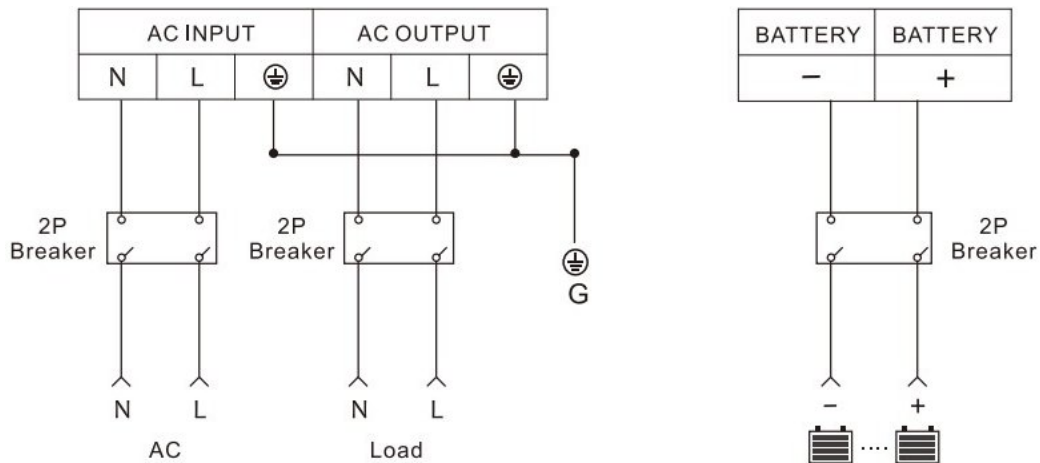 AC INPUT AC OUTPUT
N L N L
BATTERY BATTERY
− +
2P
Breaker
2P
Breaker
2P
Breaker
G
N L N L
AC Load
− +
....